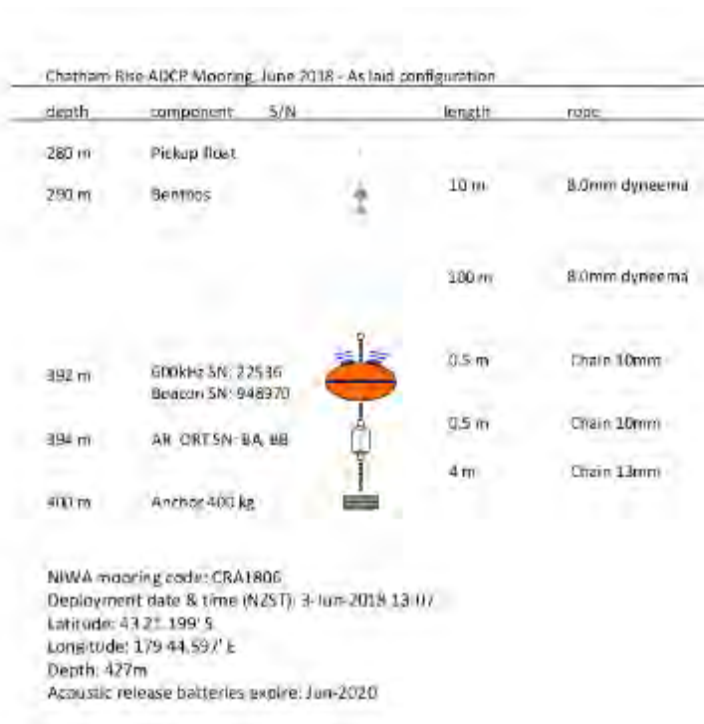 Chatham Rise ADCP Mooring, June 2018 - As laid configuration
depth component S/N length rope
280 m Pickup float
10 m 8.0mm dyneema
290 m Benthos
100 m 8.0mm dyneema
0.5 m Chain 10mm
392 m 600kHz SN: 22536
Beacon SN: 948970
0.5 m Chain 10mm
394 m AR ORT SN: BA, BB
4 m Chain 13mm
400 m Anchor 400 kg
NIWA mooring code: CRA1806
Deployment date & time (NZST): 3-Jun-2018 13:07
Latitude: 43 21.199' S
Longitude: 179 44.597' E
Depth: 427m
Acoustic release batteries expire: Jun-2020